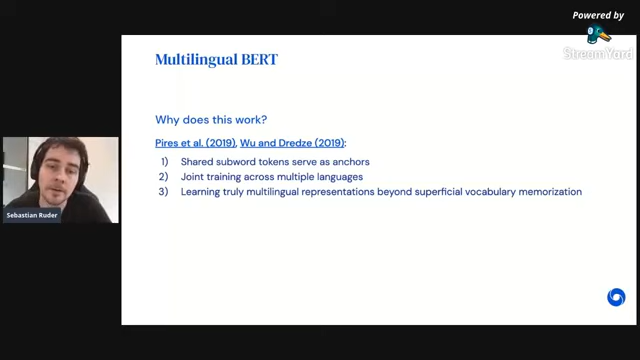 Powered by
StreamYard
Multilingual BERT
Why does this work?
Pires et al. (2019), Wu and Dredze (2019):
1) Shared subword tokens serve as anchors
2) Joint training across multiple languages
3) Learning truly multilingual representations beyond superficial vocabulary memorization
Sebastian Ruder